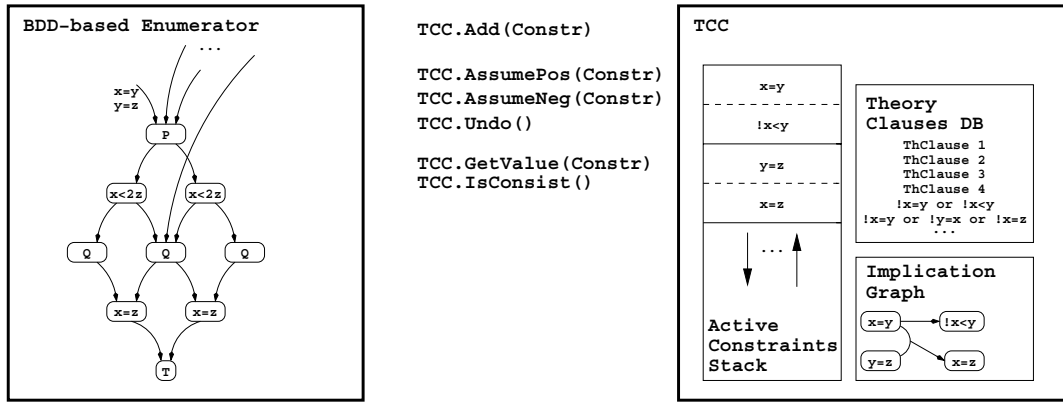 BDD-based Enumerator
...
x=y
y=z
P
x<2z
x<2z
Q
Q
Q
x=z
x=z
T
TCC.Add(Constr)
TCC.AssumePos(Constr)
TCC.AssumeNeg(Constr)
TCC.Undo()
TCC.GetValue(Constr)
TCC.IsConsist()
TCC
x=y
!x<y
y=z
x=z
...
Active
Constraints
Stack
Theory
Clauses DB
ThClause 1
ThClause 2
ThClause 3
ThClause 4
!x=y or !x<y
!x=y or !y=x or !x=z
...
Implication
Graph
x=y
!x<y
y=z
x=z